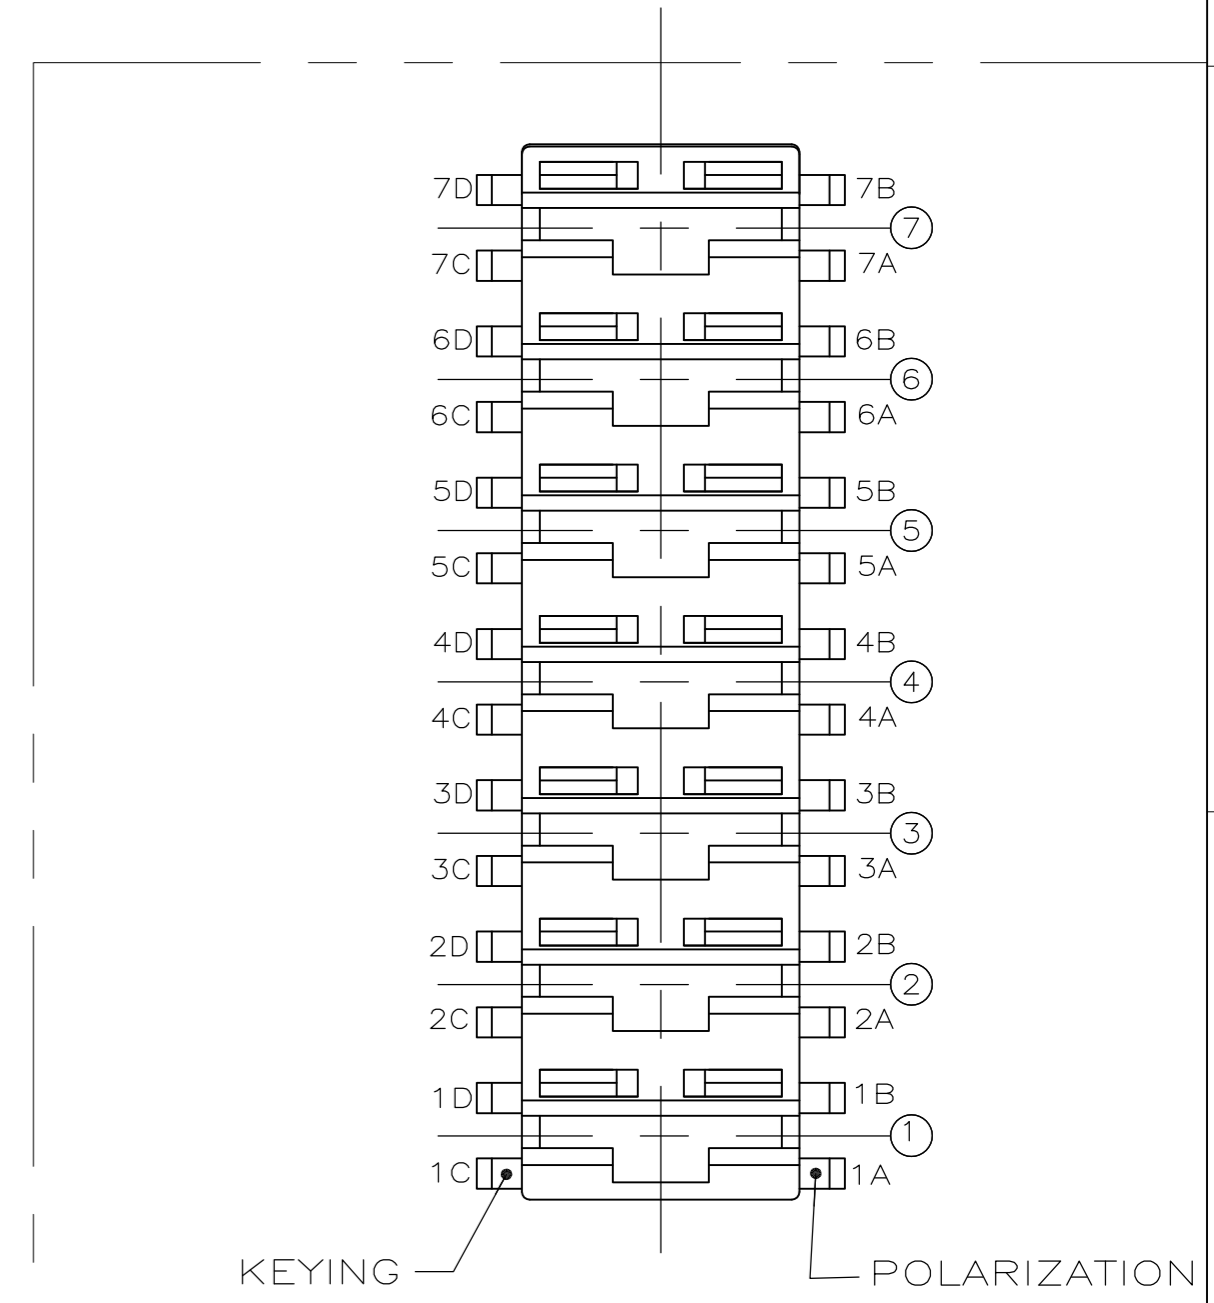 7D 7B
7
7C 7A
6D 6B
6
6C 6A
5D 5B
5
5C 5A
4D 4B
4
4C 4A
3D 3B
3
3C 3A
2D 2B
2
2C 2A
1D 1B
1
1C 1A
KEYING POLARIZATION